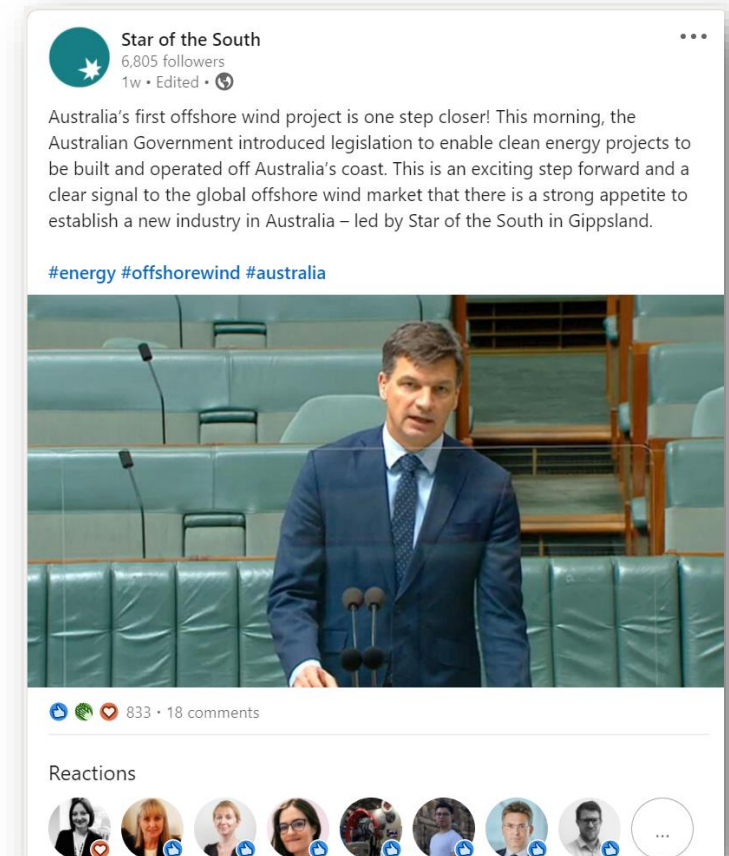 Star of the South
6,805 followers
1w • Edited •
Australia’s first offshore wind project is one step closer! This morning, the
Australian Government introduced legislation to enable clean energy projects to
be built and operated off Australia’s coast. This is an exciting step forward and a
clear signal to the global offshore wind market that there is a strong appetite to
establish a new industry in Australia – led by Star of the South in Gippsland.
#energy #offshorewind #australia
833 • 18 comments
Reactions